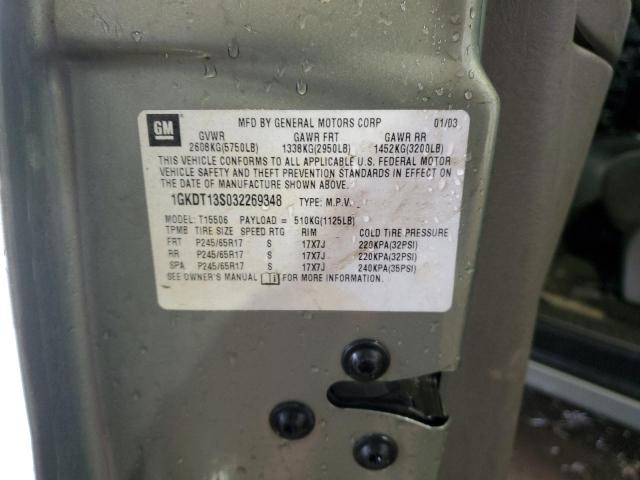 GM
MFD BY GENERAL MOTORS CORP 01/03
GVWR GAWR FRT GAWR RR
2608KG(5750LB) 1338KG(2950LB) 1452KG(3200LB)
THIS VEHICLE CONFORMS TO ALL APPLICABLE U.S. FEDERAL MOTOR
VEHICLE SAFETY AND THEFT PREVENTION STANDARDS IN EFFECT ON
THE DATE OF MANUFACTURE SHOWN ABOVE.
1GKDT13S032269348 TYPE: M.P.V.
MODEL: T15506 PAYLOAD = 510KG(1125LB)
TPMB TIRE SIZE SPEED RTG RIM COLD TIRE PRESSURE
FRT P245/65R17 S 17X7J 220KPA(32PSI)
RR P245/65R17 S 17X7J 220KPA(32PSI)
SPA P245/65R17 S 17X7J 240KPA(35PSI)
SEE OWNER'S MANUAL i FOR MORE INFORMATION.